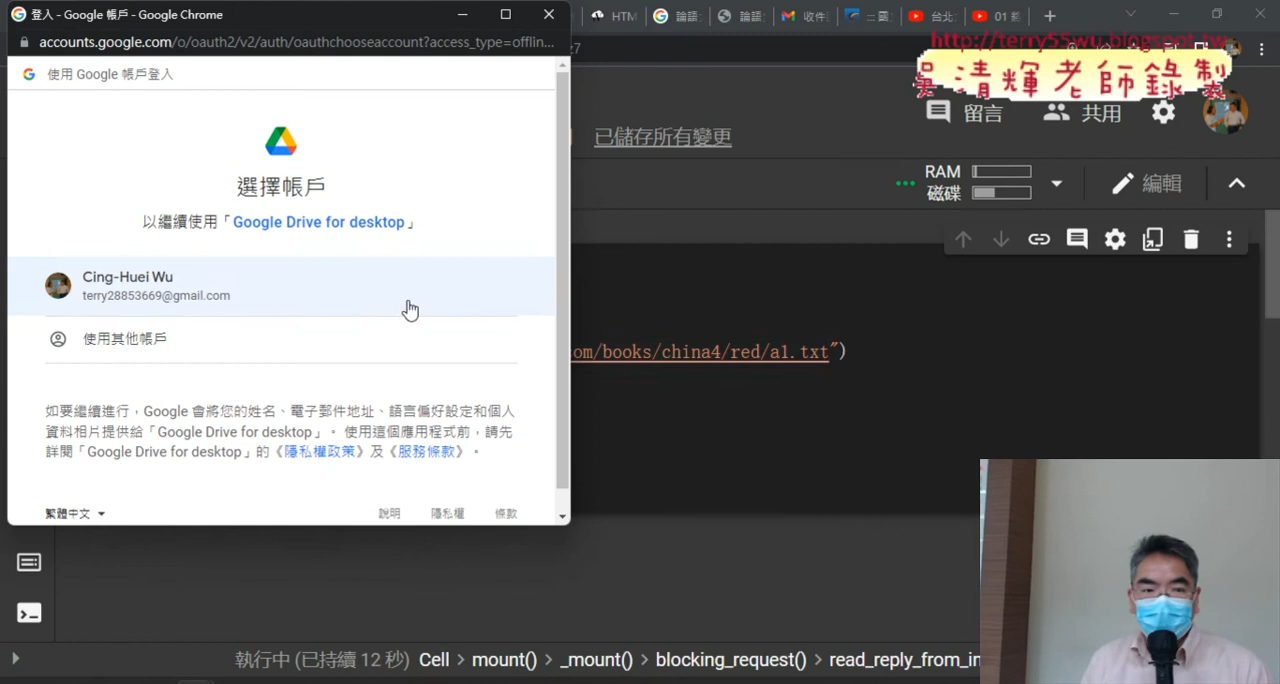 登入 - Google 帳戶 - Google Chrome
accounts.google.com/o/oauth2/v2/auth/oauthchooseaccount?access_type=offlin...
使用 Google 帳戶登入
選擇帳戶
以繼續使用「Google Drive for desktop」
Cing-Huei Wu
terry28853669@gmail.com
使用其他帳戶
如要繼續進行,Google 會將您的姓名、電子郵件地址、語言偏好設定和個人
資料相片提供給「Google Drive for desktop」。 使用這個應用程式前,請先
詳閱「Google Drive for desktop」的《隱私權政策》及《服務條款》。
繁體中文
說明
隱私權
條款
HTM
論語
論語
收件
三國
台北
01
http://terry55wu.blogspot.tw
吳清輝老師錄製
已儲存所有變更
留言
共用
RAM
磁碟
編輯
om/books/china4/red/a1.txt")
執行中 (已持續 12 秒) Cell > mount() > _mount() > blocking_request() > read_reply_from_in